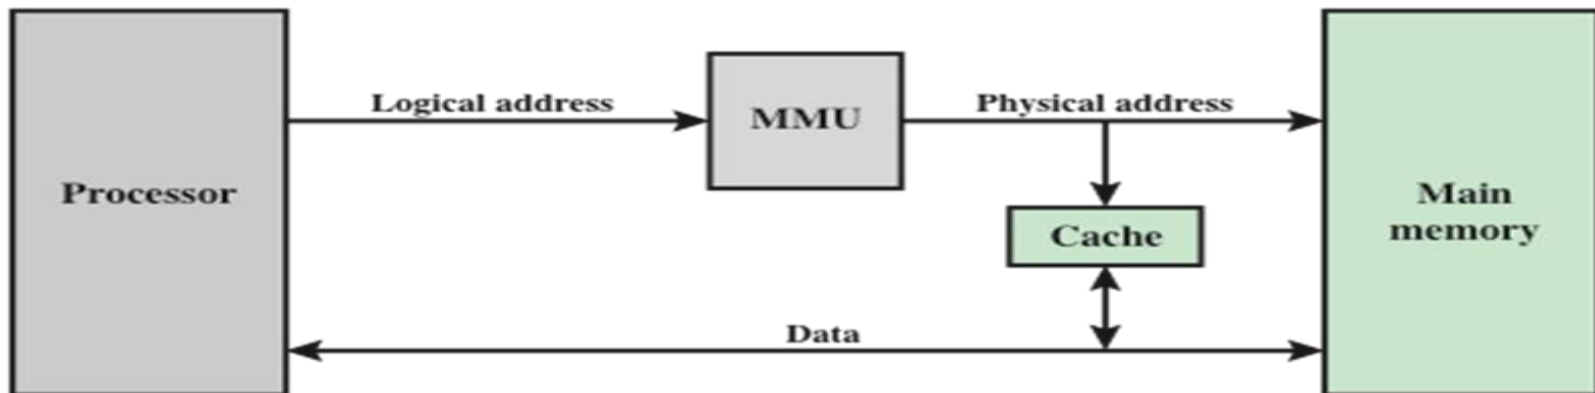 Logical address
MMU
Physical address
Processor
Cache
Main
memory
Data